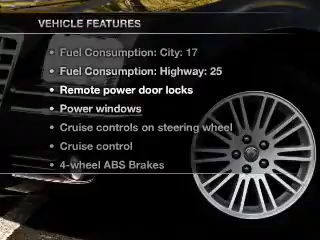 VEHICLE FEATURES
• Fuel Consumption: City: 17
• Fuel Consumption: Highway: 25
• Remote power door locks
• Power windows
• Cruise controls on steering wheel
• Cruise control
• 4-wheel ABS Brakes